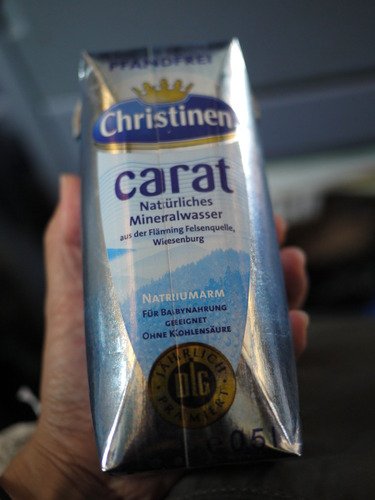 PFANDFREI
Christinen
carat
Natürliches
Mineralwasser
aus der Fläming Felsenquelle,
Wiesenburg
NATRIUMARM
FÜR BABYNAHRUNG
GEEIGNET
OHNE KOHLENSÄURE
JÄHRLICH
DLG
PRÄMIERT
e 0,5 l